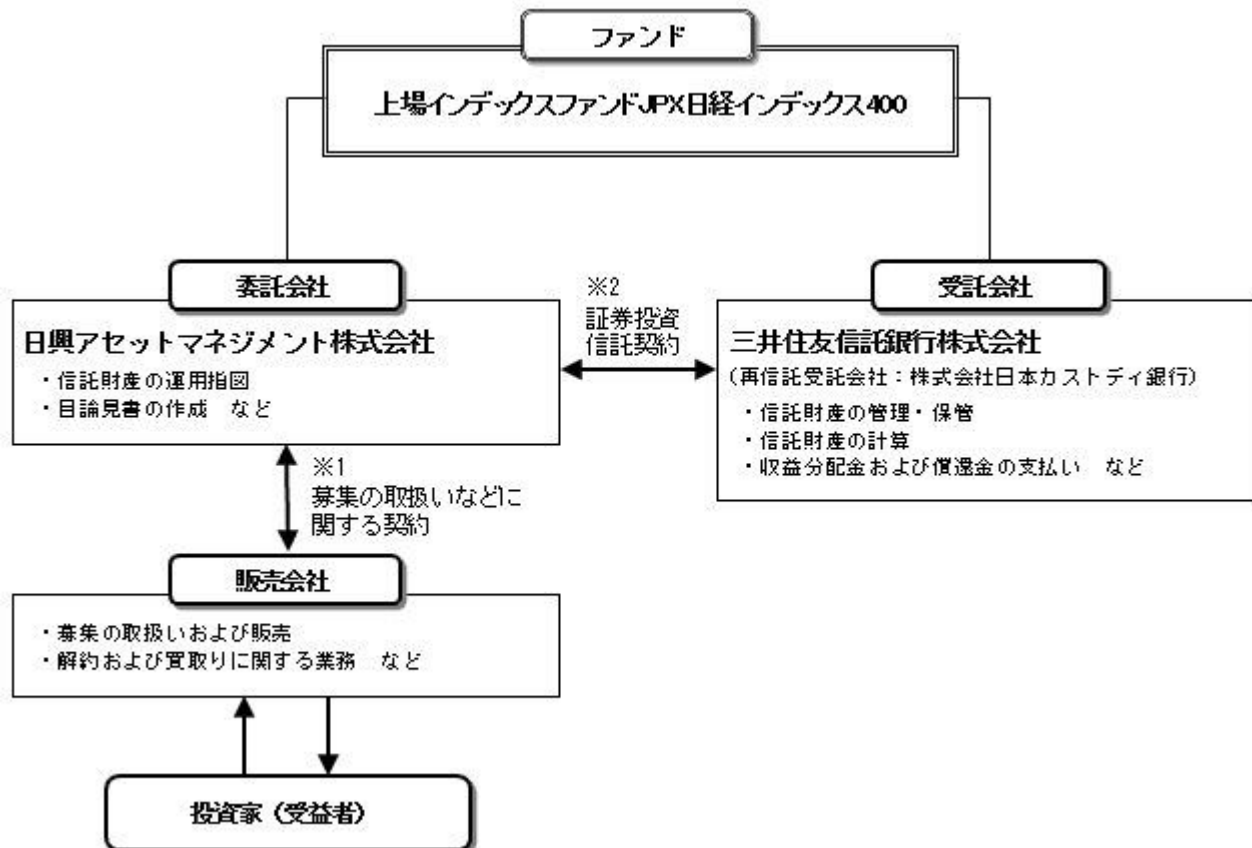 ファンド
上場インデックスファンドJPX日経インデックス400
委託会社
日興アセットマネジメント株式会社
・信託財産の運用指図
・目論見書の作成　など
※2
証券投資
信託契約
受託会社
三井住友信託銀行株式会社
(再信託受託会社：株式会社日本カストディ銀行)
・信託財産の管理・保管
・信託財産の計算
・収益分配金および償還金の支払い　など
※1
募集の取扱いなどに
関する契約
販売会社
・募集の取扱いおよび販売
・解約および買取りに関する業務　など
投資家（受益者）